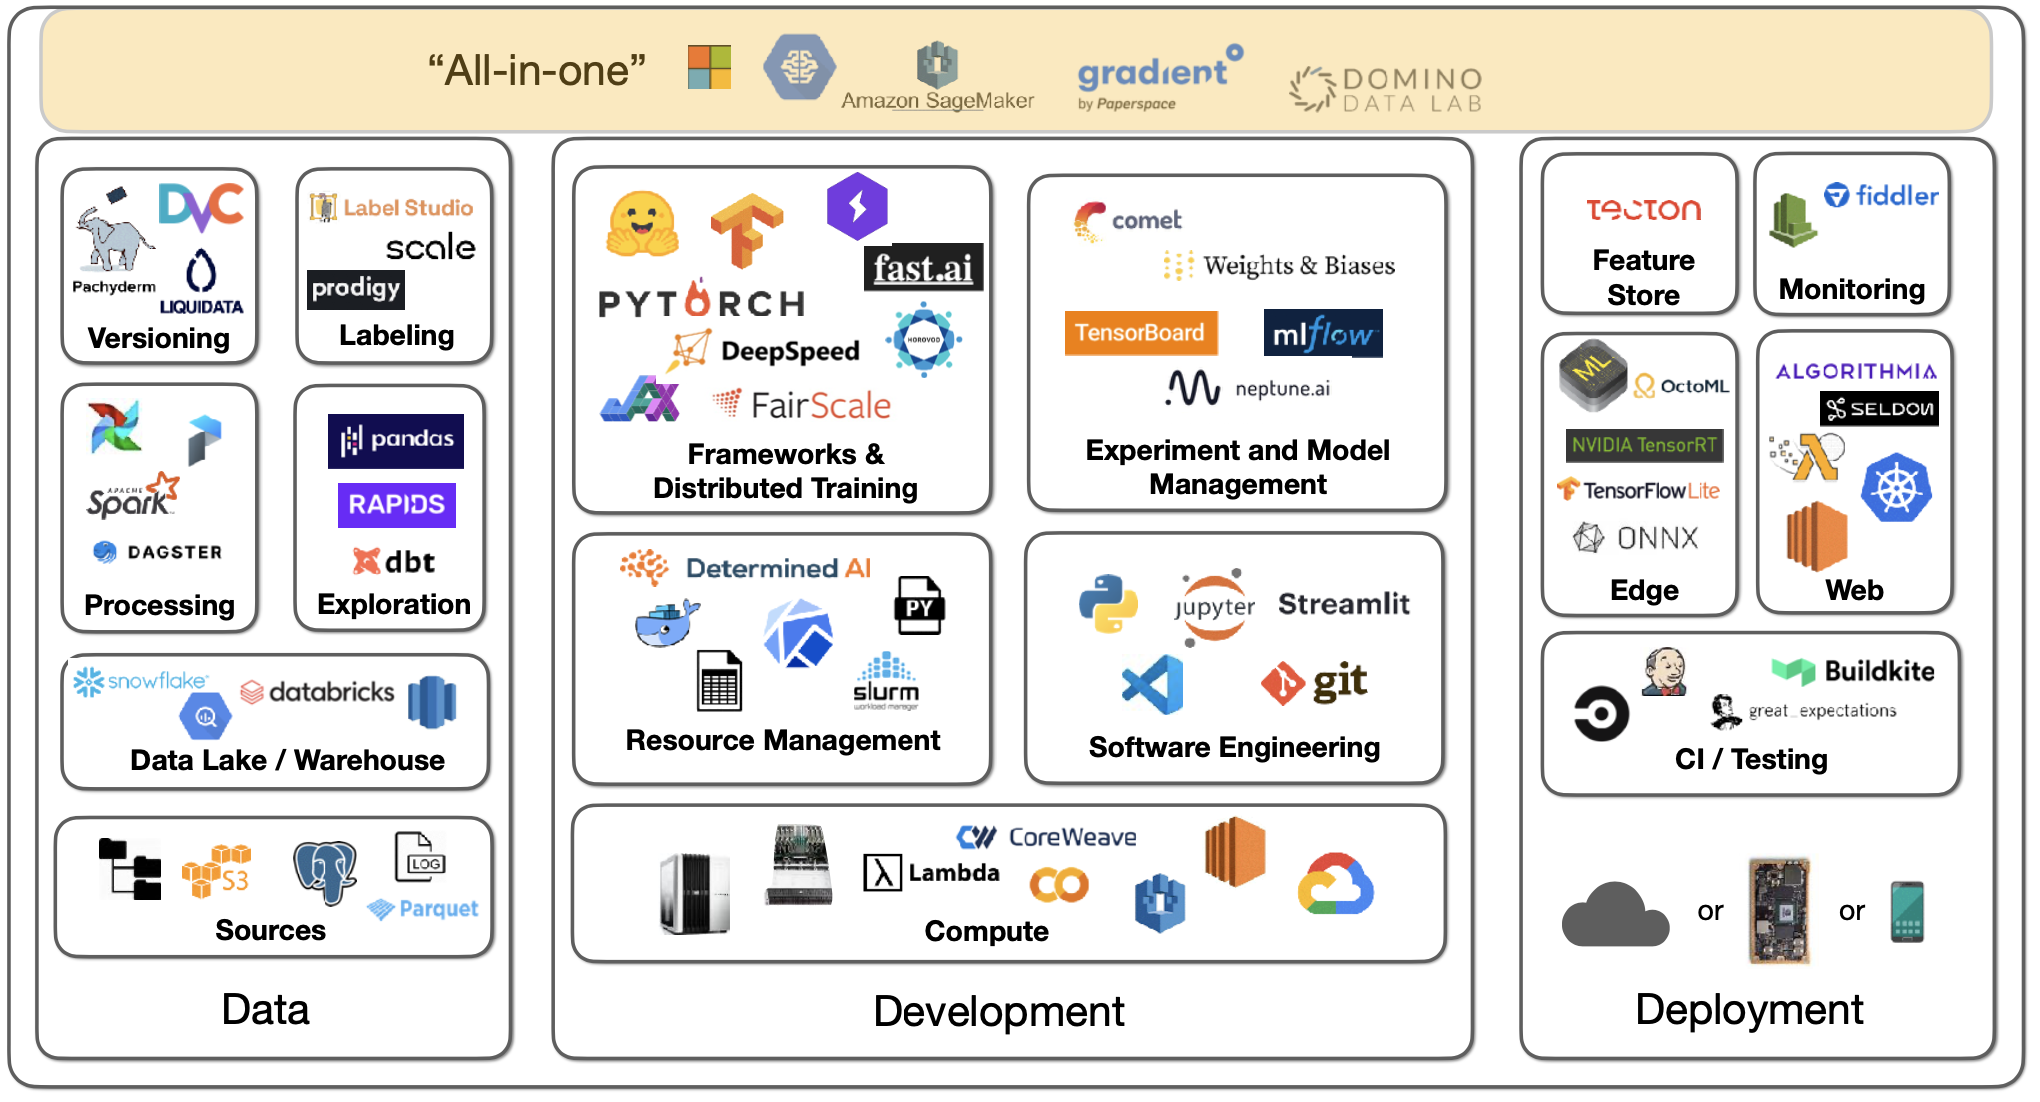 “All-in-one”
Amazon SageMaker
gradient
by Paperspace
DOMINO
DATA LAB
Pachyderm
DVC
LIQUIDATA
Versioning
Label Studio
scale
prodigy
Labeling
APACHE
Spark
DAGSTER
Processing
pandas
RAPIDS
dbt
Exploration
snowflake
databricks
Data Lake / Warehouse
S3
LOG
Parquet
Sources
Data
fast.ai
PYTORCH
HOROVOD
DeepSpeed
JAX
FairScale
Frameworks &
Distributed Training
comet
Weights & Biases
TensorBoard
mlflow
neptune.ai
Experiment and Model
Management
Determined AI
PY
slurm
workload manager
Resource Management
jupyter
Streamlit
git
Software Engineering
CoreWeave
Lambda
Compute
Development
TECTON
Feature
Store
fiddler
Monitoring
ML
OctoML
NVIDIA TensorRT
TensorFlow Lite
ONNX
Edge
ALGORITHMIA
SELDON
Web
Buildkite
great_expectations
CI / Testing
or
or
Deployment